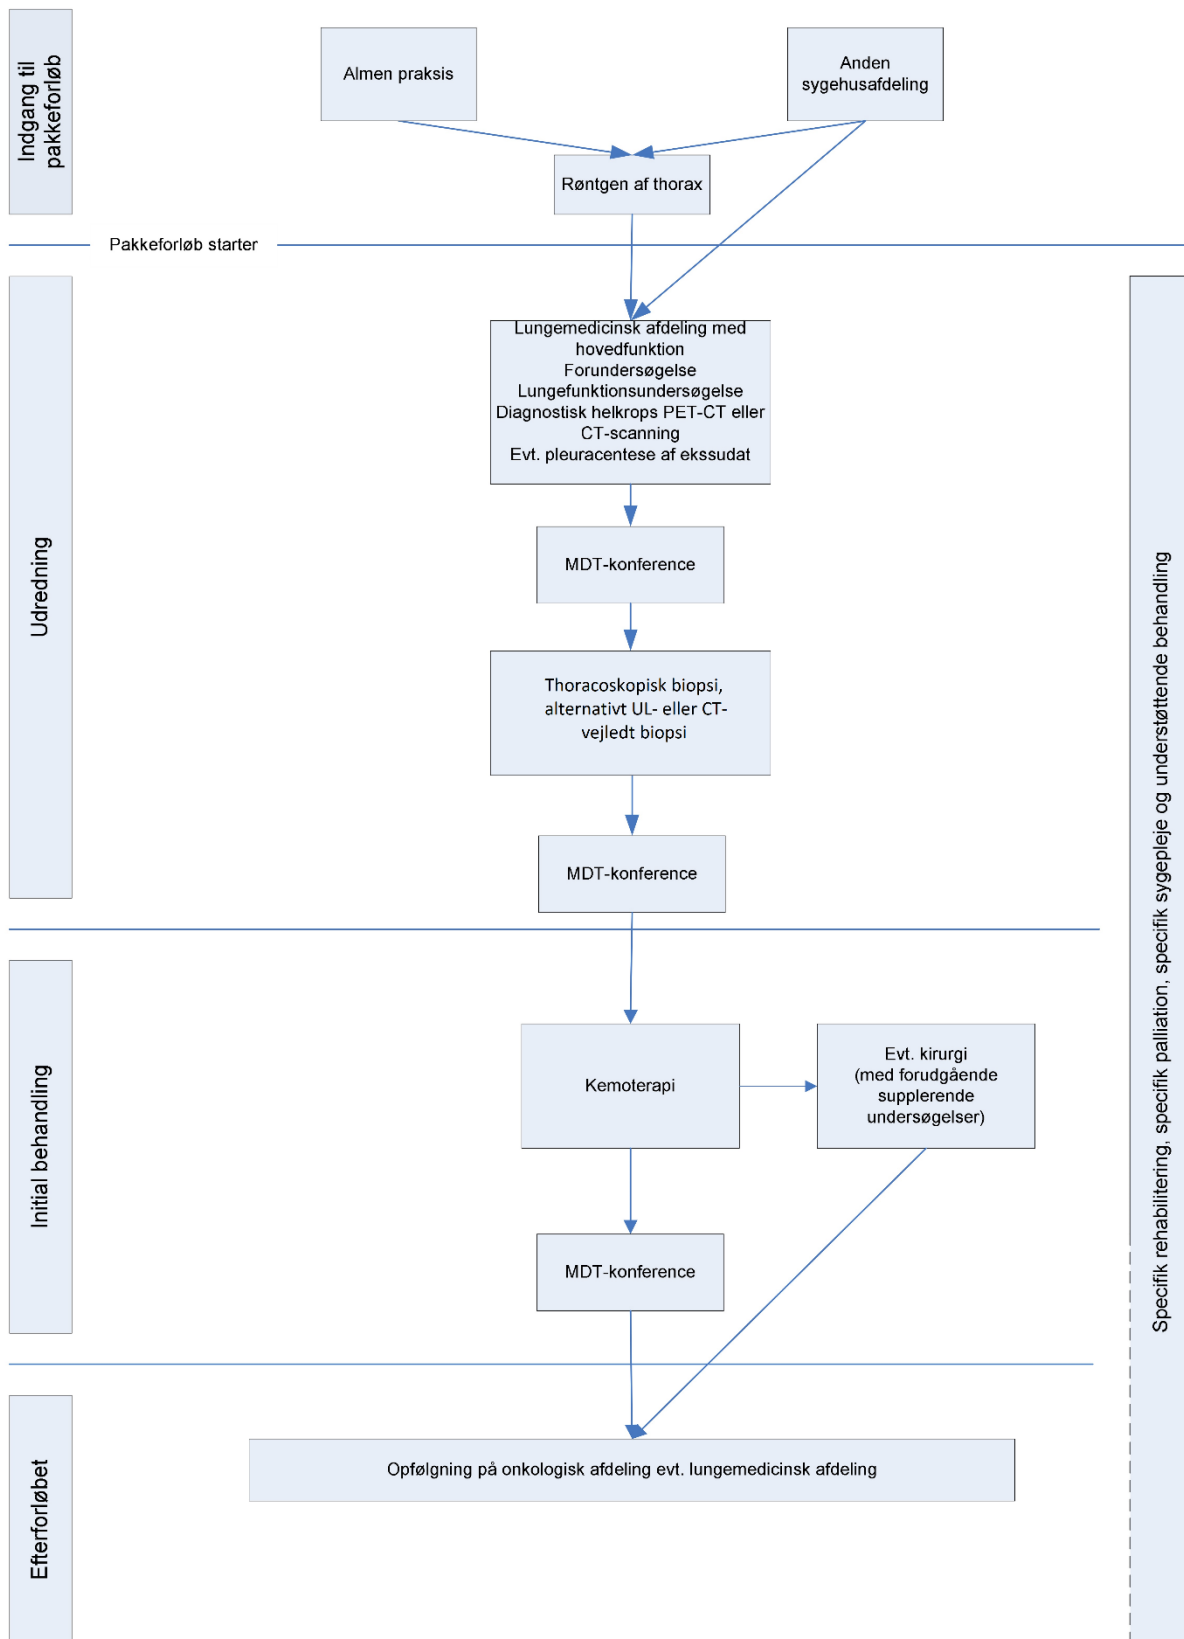 Indgang til
pakkeforløb
Almen praksis
Anden
sygehusafdeling
Røntgen af thorax
Pakkeforløb starter
Udredning
Lungemedicinsk afdeling med
hovedfunktion
Forundersøgelse
Lungefunktionsundersøgelse
Diagnostisk helkrops PET-CT eller
CT-scanning
Evt. pleuracentese af ekssudat
MDT-konference
Thoracoskopisk biopsi,
alternativt UL- eller CT-
vejledt biopsi
MDT-konference
Initial behandling
Kemoterapi
Evt. kirurgi
(med forudgående
supplerende
undersøgelser)
MDT-konference
Efterforløbet
Opfølgning på onkologisk afdeling evt. lungemedicinsk afdeling
Specifik rehabilitering, specifik palliation, specifik sygepleje og understøttende behandling